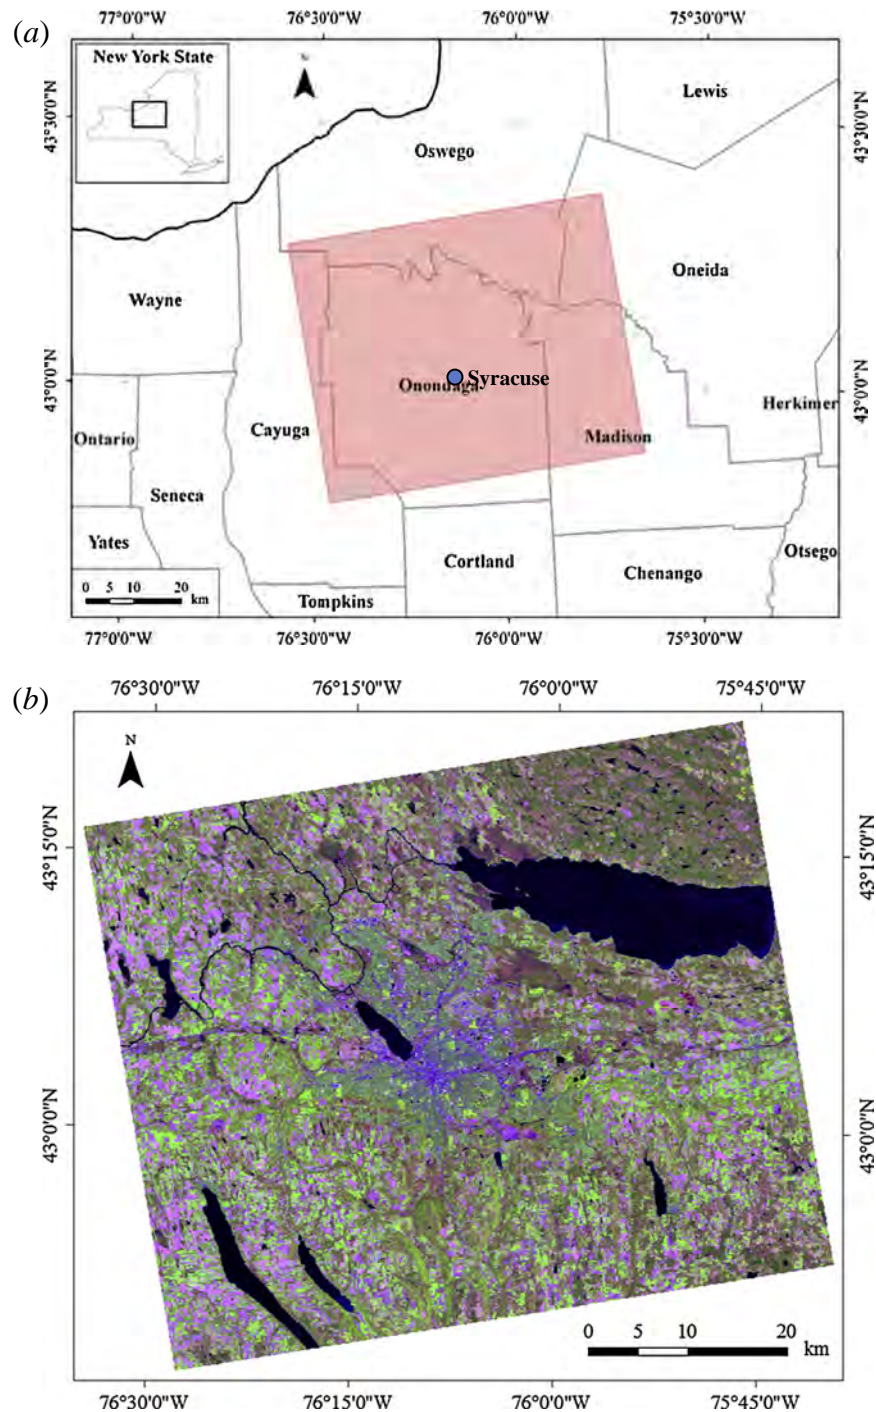 (a)
77°0'0"W 76°30'0"W 76°0'0"W 75°30'0"W
New York State
N
43°30'0"N
43°30'0"N
Lewis
Oswego
Oneida
Wayne
43°0'0"N
43°0'0"N
Syracuse
Onondaga
Herkimer
Cayuga
Madison
Ontario
Seneca
Yates
Cortland
Otsego
Chenango
0 5 10 20
km
Tompkins
77°0'0"W 76°30'0"W 76°0'0"W 75°30'0"W
(b)
76°30'0"W 76°15'0"W 76°0'0"W 75°45'0"W
N
43°15'0"N
43°15'0"N
43°0'0"N
43°0'0"N
0 5 10 20
km
76°30'0"W 76°15'0"W 76°0'0"W 75°45'0"W